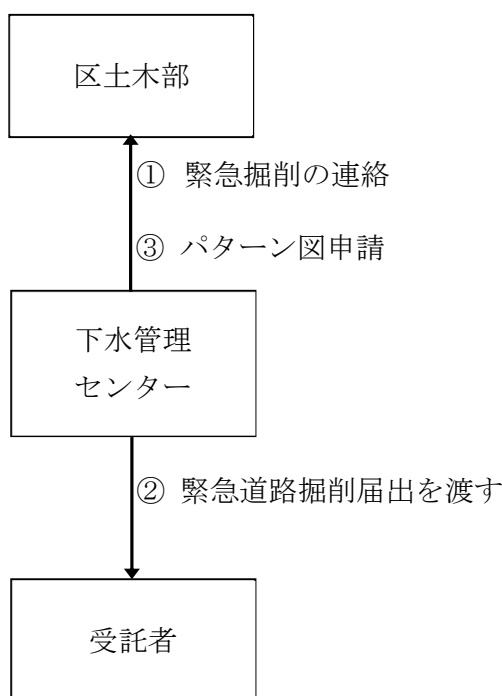 区土木部
① 緊急掘削の連絡
③ パターン図申請
下水管理
センター
② 緊急道路掘削届出を渡す
受託者